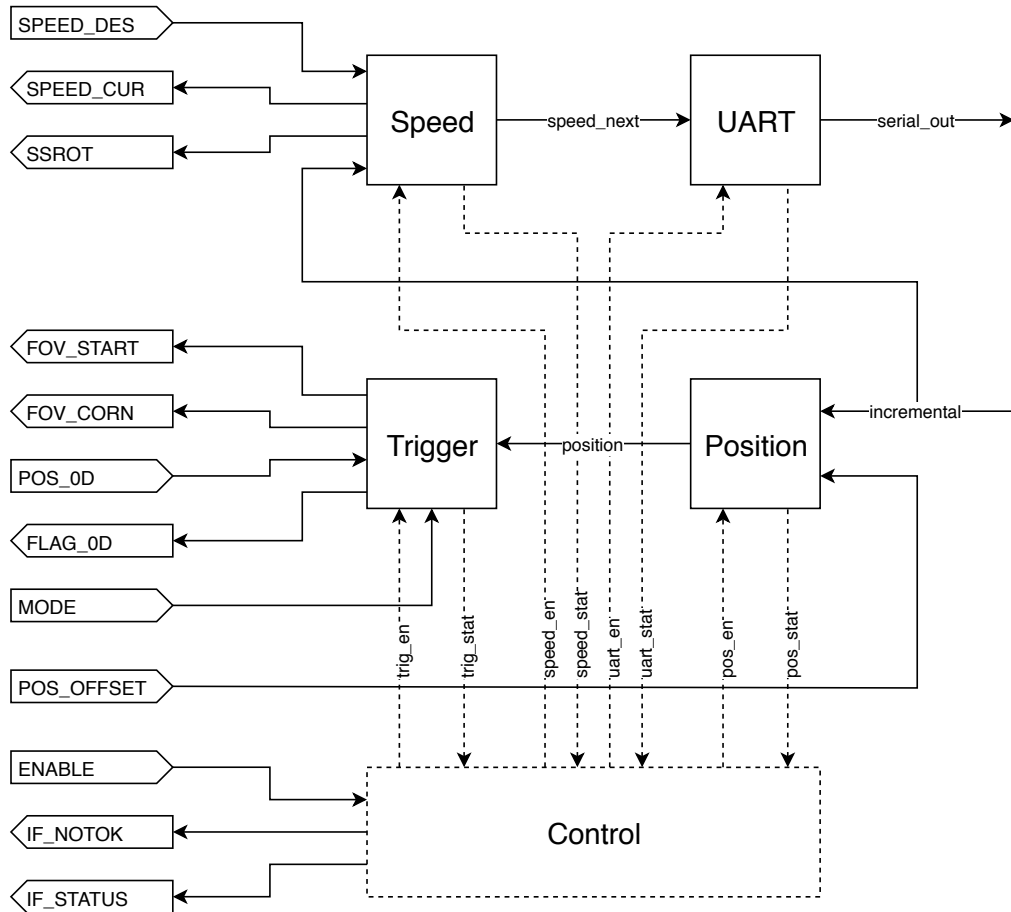 SPEED_DES
SPEED_CUR
SSROT
Speed
speed_next
UART
serial_out
FOV_START
FOV_CORN
POS_0D
FLAG_0D
MODE
POS_OFFSET
Trigger
position
Position
incremental
trig_en
trig_stat
speed_en
speed_stat
uart_en
uart_stat
pos_en
pos_stat
ENABLE
IF_NOTOK
IF_STATUS
Control